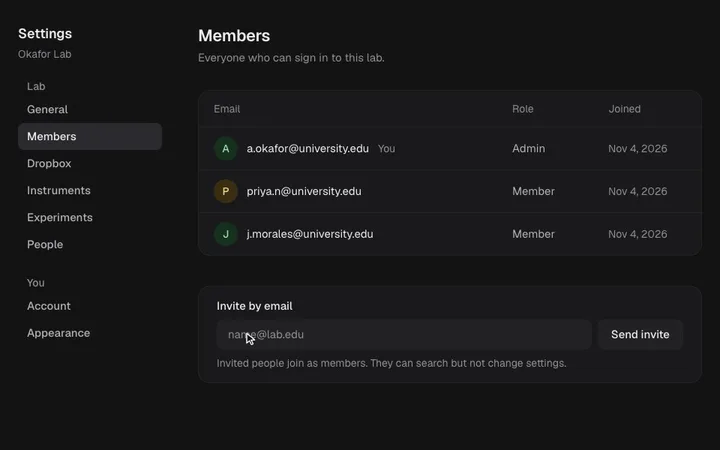 Settings
Okafor Lab
Lab
General
Members
Dropbox
Instruments
Experiments
People
You
Account
Appearance
Members
Everyone who can sign in to this lab.
Email Role Joined
A a.okafor@university.edu You Admin Nov 4, 2026
P priya.n@university.edu Member Nov 4, 2026
J j.morales@university.edu Member Nov 4, 2026
Invite by email
name@lab.edu Send invite
Invited people join as members. They can search but not change settings.